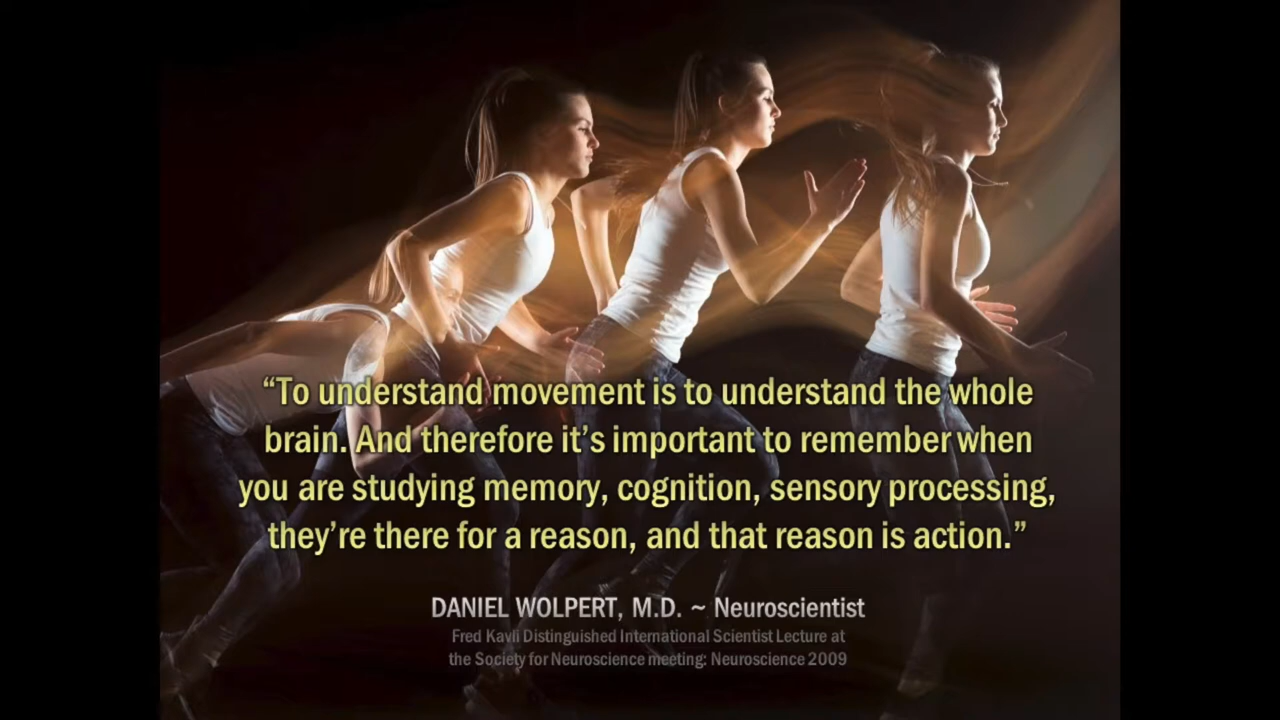 “To understand movement is to understand the whole
brain. And therefore it’s important to remember when
you are studying memory, cognition, sensory processing,
they’re there for a reason, and that reason is action.”
DANIEL WOLPERT, M.D. ~ Neuroscientist
Fred Kavli Distinguished International Scientist Lecture at
the Society for Neuroscience meeting: Neuroscience 2009